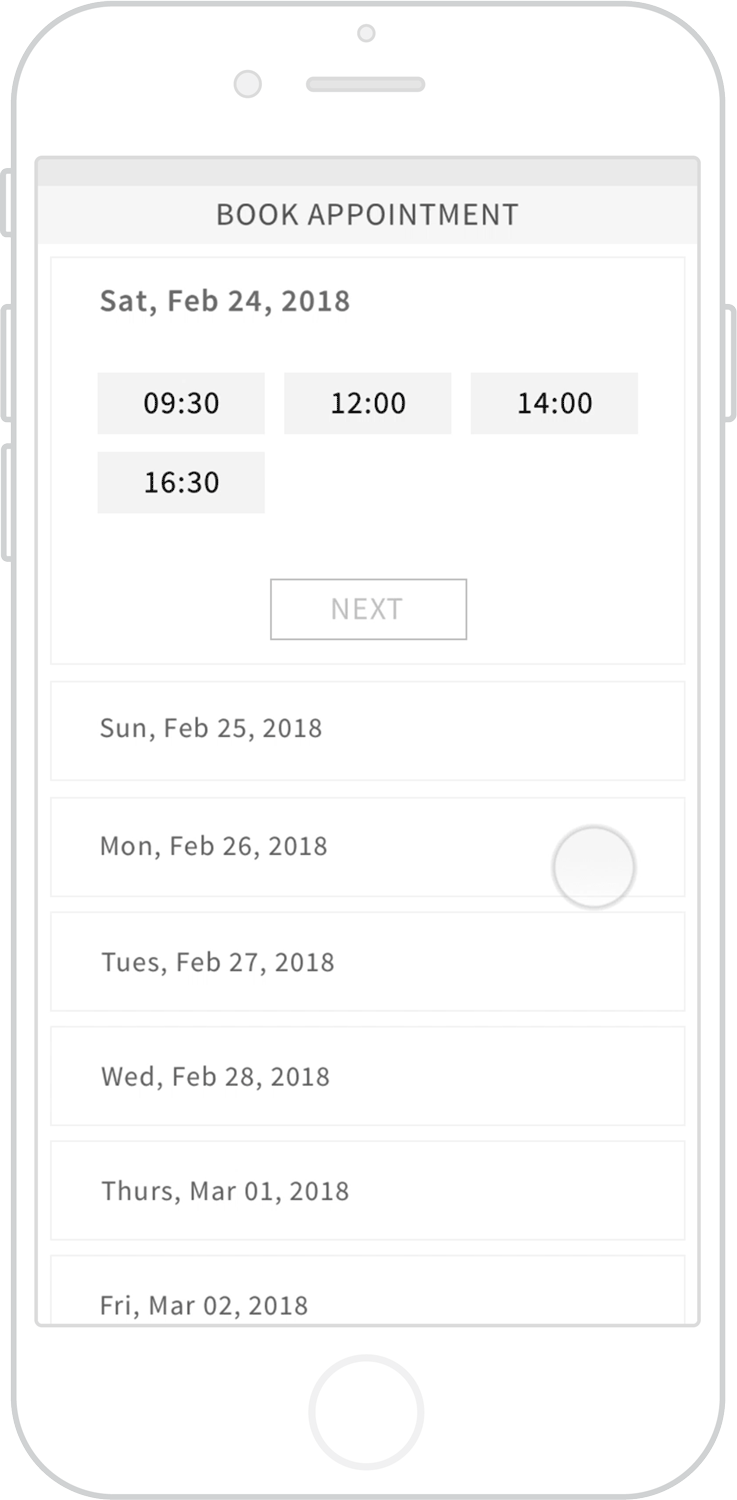 BOOK APPOINTMENT
Sat, Feb 24, 2018
09:30 12:00 14:00
16:30
NEXT
Sun, Feb 25, 2018
Mon, Feb 26, 2018
Tues, Feb 27, 2018
Wed, Feb 28, 2018
Thurs, Mar 01, 2018
Fri, Mar 02, 2018